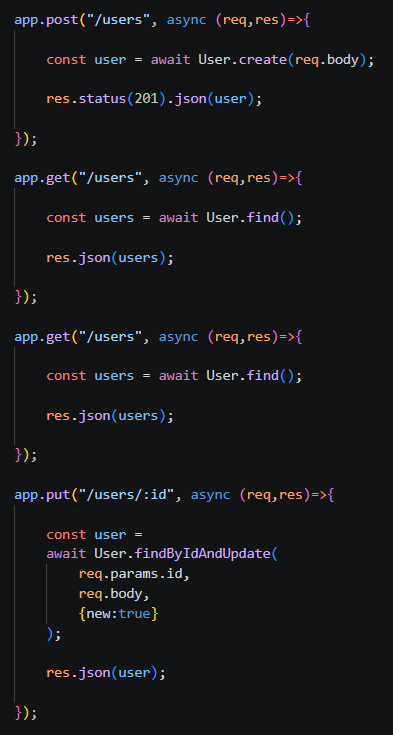 app.post("/users", async (req,res)=>{
const user = await User.create(req.body);
res.status(201).json(user);
});
app.get("/users", async (req,res)=>{
const users = await User.find();
res.json(users);
});
app.get("/users", async (req,res)=>{
const users = await User.find();
res.json(users);
});
app.put("/users/:id", async (req,res)=>{
const user =
await User.findByIdAndUpdate(
req.params.id,
req.body,
{new:true}
);
res.json(user);
});